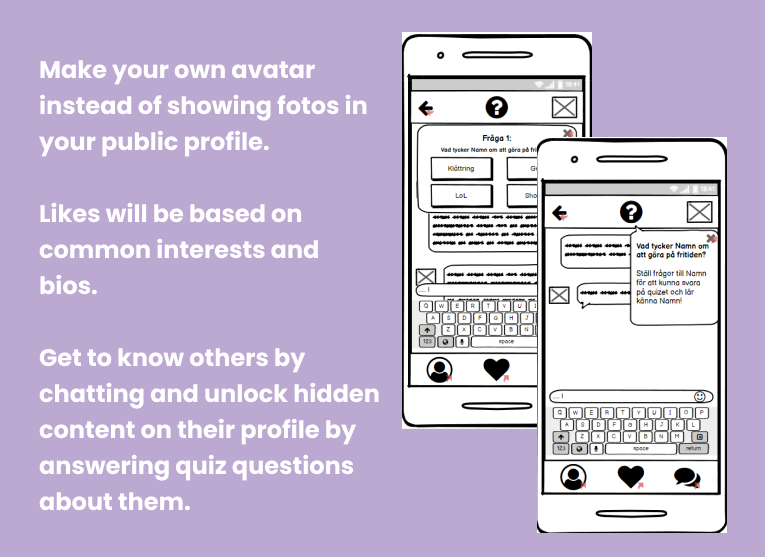 Make your own avatar
instead of showing fotos in
your public profile.
Likes will be based on
common interests and
bios.
Get to know others by
chatting and unlock hidden
content on their profile by
answering quiz questions
about them.
18:41
Fråga 1:
Vad tycker Namn om att göra på fri
Klättring
G
LoL
Sho
.... I
Q W E R T Y U I
A S D F G H J
Z X C V B N
123
space
18:41
Vad tycker Namn om
att göra på fritiden?
Ställ frågor till Namn
för att kunna svara
på quizet och lär
känna Namn!
.... I
Q W E R T Y U I O P
A S D F G H J K L
Z X C V B N M
123
space
return